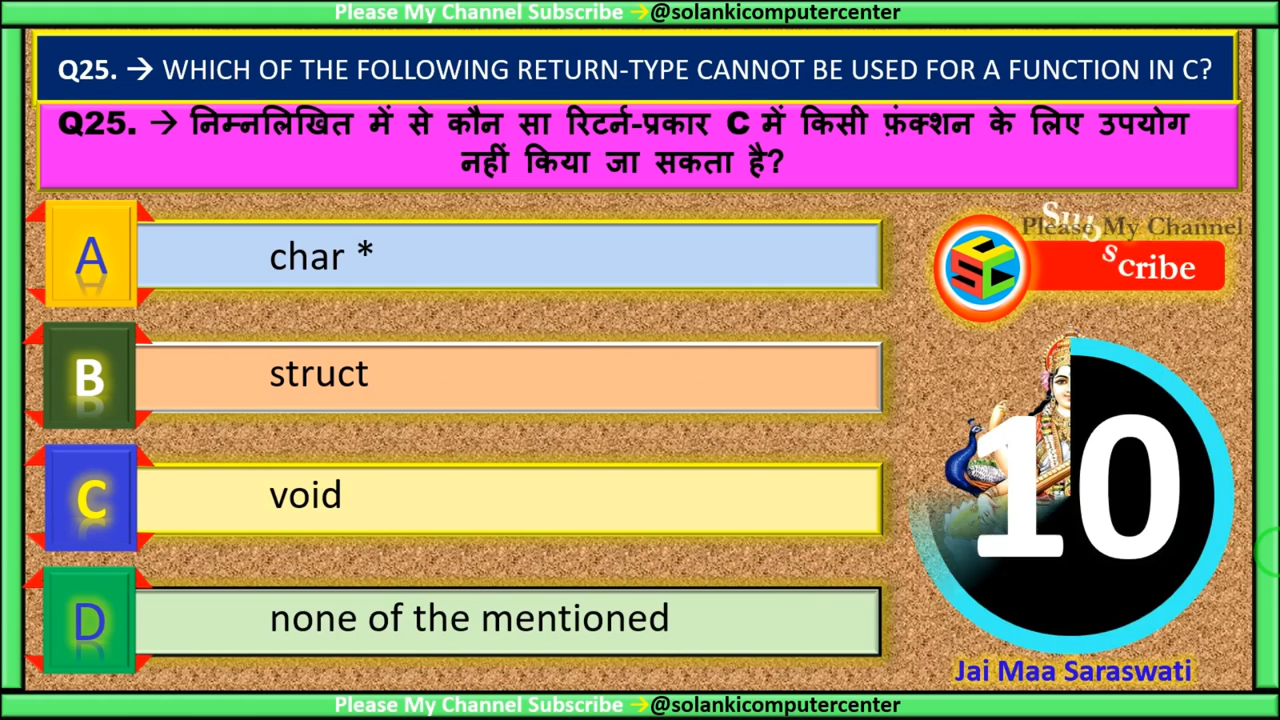 Please My Channel Subscribe →@solankicomputercenter
Q25. → WHICH OF THE FOLLOWING RETURN-TYPE CANNOT BE USED FOR A FUNCTION IN C?
Q25. → निम्नलिखित में से कौन सा रिटर्न-प्रकार C में किसी फ़ंक्शन के लिए उपयोग
नहीं किया जा सकता है?
A char *
Please My Channel
Subscribe
SCC
B struct
C void
10
D none of the mentioned
Jai Maa Saraswati
Please My Channel Subscribe →@solankicomputercenter